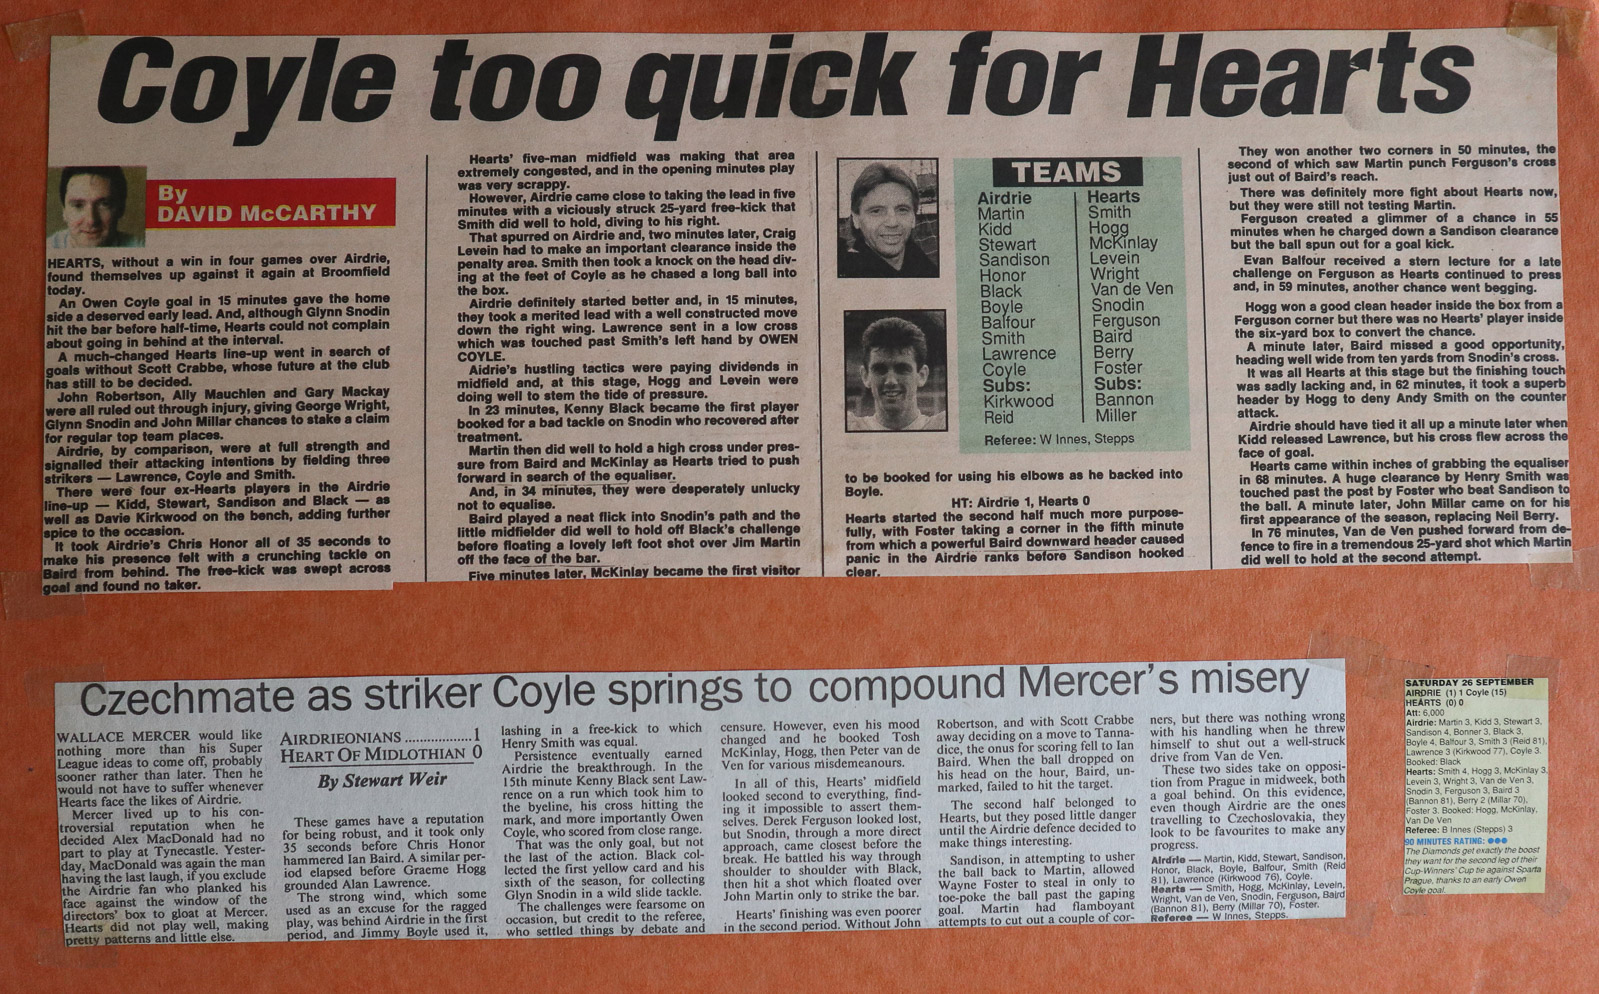 Coyle too quick for Hearts
By
DAVID McCARTHY
HEARTS, without a win in four games over Airdrie,
found themselves up against it again at Broomfield
today.
An Owen Coyle goal in 15 minutes gave the home
side a deserved early lead. And, although Glynn Snodin
hit the bar before half-time, Hearts could not complain
about going in behind at the interval.
A much-changed Hearts line-up went in search of
goals without Scott Crabbe, whose future at the club
has still to be decided.
John Robertson, Ally Mauchlen and Gary Mackay
were all ruled out through injury, giving George Wright,
Glynn Snodin and John Millar chances to stake a claim
for regular top team places.
Airdrie, by comparison, were at full strength and
signalled their attacking intentions by fielding three
strikers — Lawrence, Coyle and Smith.
There were four ex-Hearts players in the Airdrie
line-up — Kidd, Stewart, Sandison and Black — as
well as Davie Kirkwood on the bench, adding further
spice to the occasion.
It took Airdrie's Chris Honor all of 35 seconds to
make his presence felt with a crunching tackle on
Baird from behind. The free-kick was swept across
goal and found no taker.
Hearts' five-man midfield was making that area
extremely congested, and in the opening minutes play
was very scrappy.
However, Airdrie came close to taking the lead in five
minutes with a viciously struck 25-yard free-kick that
Smith did well to hold, diving to his right.
That spurred on Airdrie and, two minutes later, Craig
Levein had to make an important clearance inside the
penalty area. Smith then took a knock on the head div-
ing at the feet of Coyle as he chased a long ball into
the box.
Airdrie definitely started better and, in 15 minutes,
they took a merited lead with a well constructed move
down the right wing. Lawrence sent in a low cross
which was touched past Smith's left hand by OWEN
COYLE.
Aidrie's hustling tactics were paying dividends in
midfield and, at this stage, Hogg and Levein were
doing well to stem the tide of pressure.
In 23 minutes, Kenny Black became the first player
booked for a bad tackle on Snodin who recovered after
treatment.
Martin then did well to hold a high cross under pres-
sure from Baird and McKinlay as Hearts tried to push
forward in search of the equaliser.
And, in 34 minutes, they were desperately unlucky
not to equalise.
Baird played a neat flick into Snodin's path and the
little midfielder did well to hold off Black's challenge
before floating a lovely left foot shot over Jim Martin
off the face of the bar.
Five minutes later, McKinlay became the first visitor
TEAMS
Airdrie
Martin
Kidd
Stewart
Sandison
Honor
Black
Boyle
Balfour
Smith
Lawrence
Coyle
Subs:
Kirkwood
Reid
Hearts
Smith
Hogg
McKinlay
Levein
Wright
Van de Ven
Snodin
Ferguson
Baird
Berry
Foster
Subs:
Bannon
Miller
Referee: W Innes, Stepps
to be booked for using his elbows as he backed into
Boyle.
HT: Airdrie 1, Hearts 0
Hearts started the second half much more purpose-
fully, with Foster taking a corner in the fifth minute
from which a powerful Baird downward header caused
panic in the Airdrie ranks before Sandison hooked
clear.
They won another two corners in 50 minutes, the
second of which saw Martin punch Ferguson's cross
just out of Baird's reach.
There was definitely more fight about Hearts now,
but they were still not testing Martin.
Ferguson created a glimmer of a chance in 55
minutes when he charged down a Sandison clearance
but the ball spun out for a goal kick.
Evan Balfour received a stern lecture for a late
challenge on Ferguson as Hearts continued to press
and, in 59 minutes, another chance went begging.
Hogg won a good clean header inside the box from a
Ferguson corner but there was no Hearts' player inside
the six-yard box to convert the chance.
A minute later, Baird missed a good opportunity,
heading well wide from ten yards from Snodin's cross.
It was all Hearts at this stage but the finishing touch
was sadly lacking and, in 62 minutes, it took a superb
header by Hogg to deny Andy Smith on the counter
attack.
Airdrie should have tied it all up a minute later when
Kidd released Lawrence, but his cross flew across the
face of goal.
Hearts came within inches of grabbing the equaliser
in 68 minutes. A huge clearance by Henry Smith was
touched past the post by Foster who beat Sandison to
the ball. A minute later, John Millar came on for his
first appearance of the season, replacing Neil Berry.
In 76 minutes, Van de Ven pushed forward from de-
fence to fire in a tremendous 25-yard shot which Martin
did well to hold at the second attempt.
Czechmate as striker Coyle springs to compound Mercer's misery
WALLACE MERCER would like
nothing more than his Super
League ideas to come off, probably
sooner rather than later. Then he
would not have to suffer whenever
Hearts face the likes of Airdrie.
Mercer lived up to his con-
troversial reputation when he
decided Alex MacDonald had no
part to play at Tynecastle. Yester-
day, MacDonald was again the man
having the last laugh, if you exclude
the Airdrie fan who planked his
face against the window of the
directors' box to gloat at Mercer.
Hearts did not play well, making
pretty patterns and little else.
AIRDRIEONIANS ..................1
HEART OF MIDLOTHIAN 0
By Stewart Weir
These games have a reputation
for being robust, and it took only
35 seconds before Chris Honor
hammered Ian Baird. A similar per-
iod elapsed before Graeme Hogg
grounded Alan Lawrence.
The strong wind, which some
used as an excuse for the ragged
play, was behind Airdrie in the first
period, and Jimmy Boyle used it,
lashing in a free-kick to which
Henry Smith was equal.
Persistence eventually earned
Airdrie the breakthrough. In the
15th minute Kenny Black sent Law-
rence on a run which took him to
the byeline, his cross hitting the
mark, and more importantly Owen
Coyle, who scored from close range.
That was the only goal, but not
the last of the action. Black col-
lected the first yellow card and his
sixth of the season, for collecting
Glyn Snodin in a wild slide tackle.
The challenges were fearsome on
occasion, but credit to the referee,
who settled things by debate and
censure. However, even his mood
changed and he booked Tosh
McKinlay, Hogg, then Peter van de
Ven for various misdemeanours.
In all of this, Hearts' midfield
looked second to everything, find-
ing it impossible to assert them-
selves. Derek Ferguson looked lost,
but Snodin, through a more direct
approach, came closest before the
break. He battled his way through
shoulder to shoulder with Black,
then hit a shot which floated over
John Martin only to strike the bar.
Hearts' finishing was even poorer
in the second period. Without John
Robertson, and with Scott Crabbe
away deciding on a move to Tanna-
dice, the onus for scoring fell to Ian
Baird. When the ball dropped on
his head on the hour, Baird, un-
marked, failed to hit the target.
The second half belonged to
Hearts, but they posed little danger
until the Airdrie defence decided to
make things interesting.
Sandison, in attempting to usher
the ball back to Martin, allowed
Wayne Foster to steal in only to
toe-poke the ball past the gaping
goal. Martin had flamboyant
attempts to cut out a couple of cor-
ners, but there was nothing wrong
with his handling when he threw
himself to shut out a well-struck
drive from Van de Ven.
These two sides take on opposi-
tion from Prague in midweek, both
a goal behind. On this evidence,
even though Airdrie are the ones
travelling to Czechoslovakia, they
look to be favourites to make any
progress.
Airdrie — Martin, Kidd, Stewart, Sandison,
Honor, Black, Boyle, Balfour, Smith (Reid
81), Lawrence (Kirkwood 76), Coyle.
Hearts — Smith, Hogg, McKinlay, Levein,
Wright, Van de Ven, Snodin, Ferguson, Baird
(Bannon 81), Berry (Millar 70), Foster.
Referee — W Innes, Stepps.
SATURDAY 26 SEPTEMBER
AIRDRIE (1) 1 Coyle (15)
HEARTS (0) 0
Att: 6,000
Airdrie: Martin 3, Kidd 3, Stewart 3,
Sandison 4, Bonner 3, Black 3,
Boyle 4, Balfour 3, Smith 3 (Reid 81),
Lawrence 3 (Kirkwood 77), Coyle 3.
Booked: Black
Hearts: Smith 4, Hogg 3, McKinlay 3,
Levein 3, Wright 3, Van de Ven 3,
Snodin 3, Ferguson 3, Baird 3
(Bannon 81), Berry 2 (Millar 70),
Foster 3. Booked: Hogg, McKinlay,
Van De Ven
Referee: B Innes (Stepps) 3
90 MINUTES RATING:
The Diamonds get exactly the boost
they want for the second leg of their
Cup-Winners' Cup tie against Sparta
Prague, thanks to an early Owen
Coyle goal.